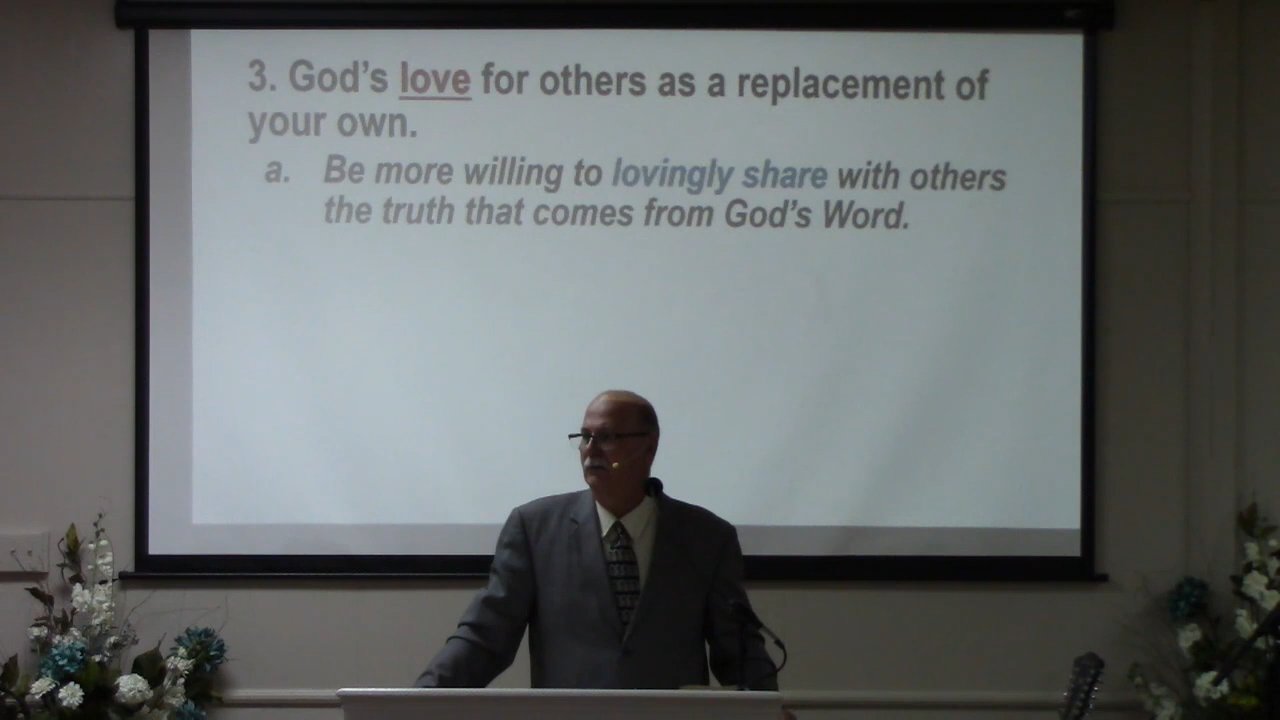 3. God's love for others as a replacement of
your own.
a. Be more willing to lovingly share with others
the truth that comes from God's Word.